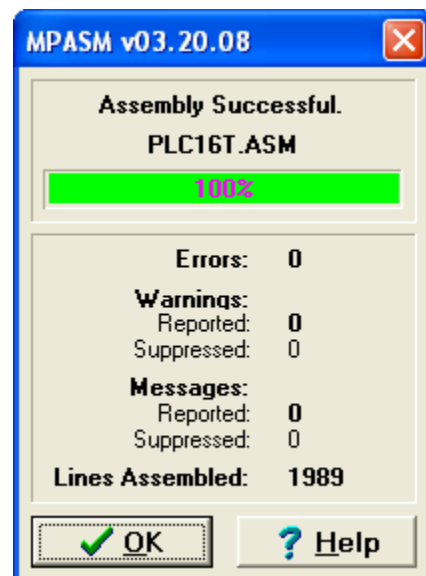 MPASM v03.20.08
Assembly Successful.
PLC16T.ASM
100%
Errors: 0
Warnings:
Reported: 0
Suppressed: 0
Messages:
Reported: 0
Suppressed: 0
Lines Assembled: 1989
OK
? Help